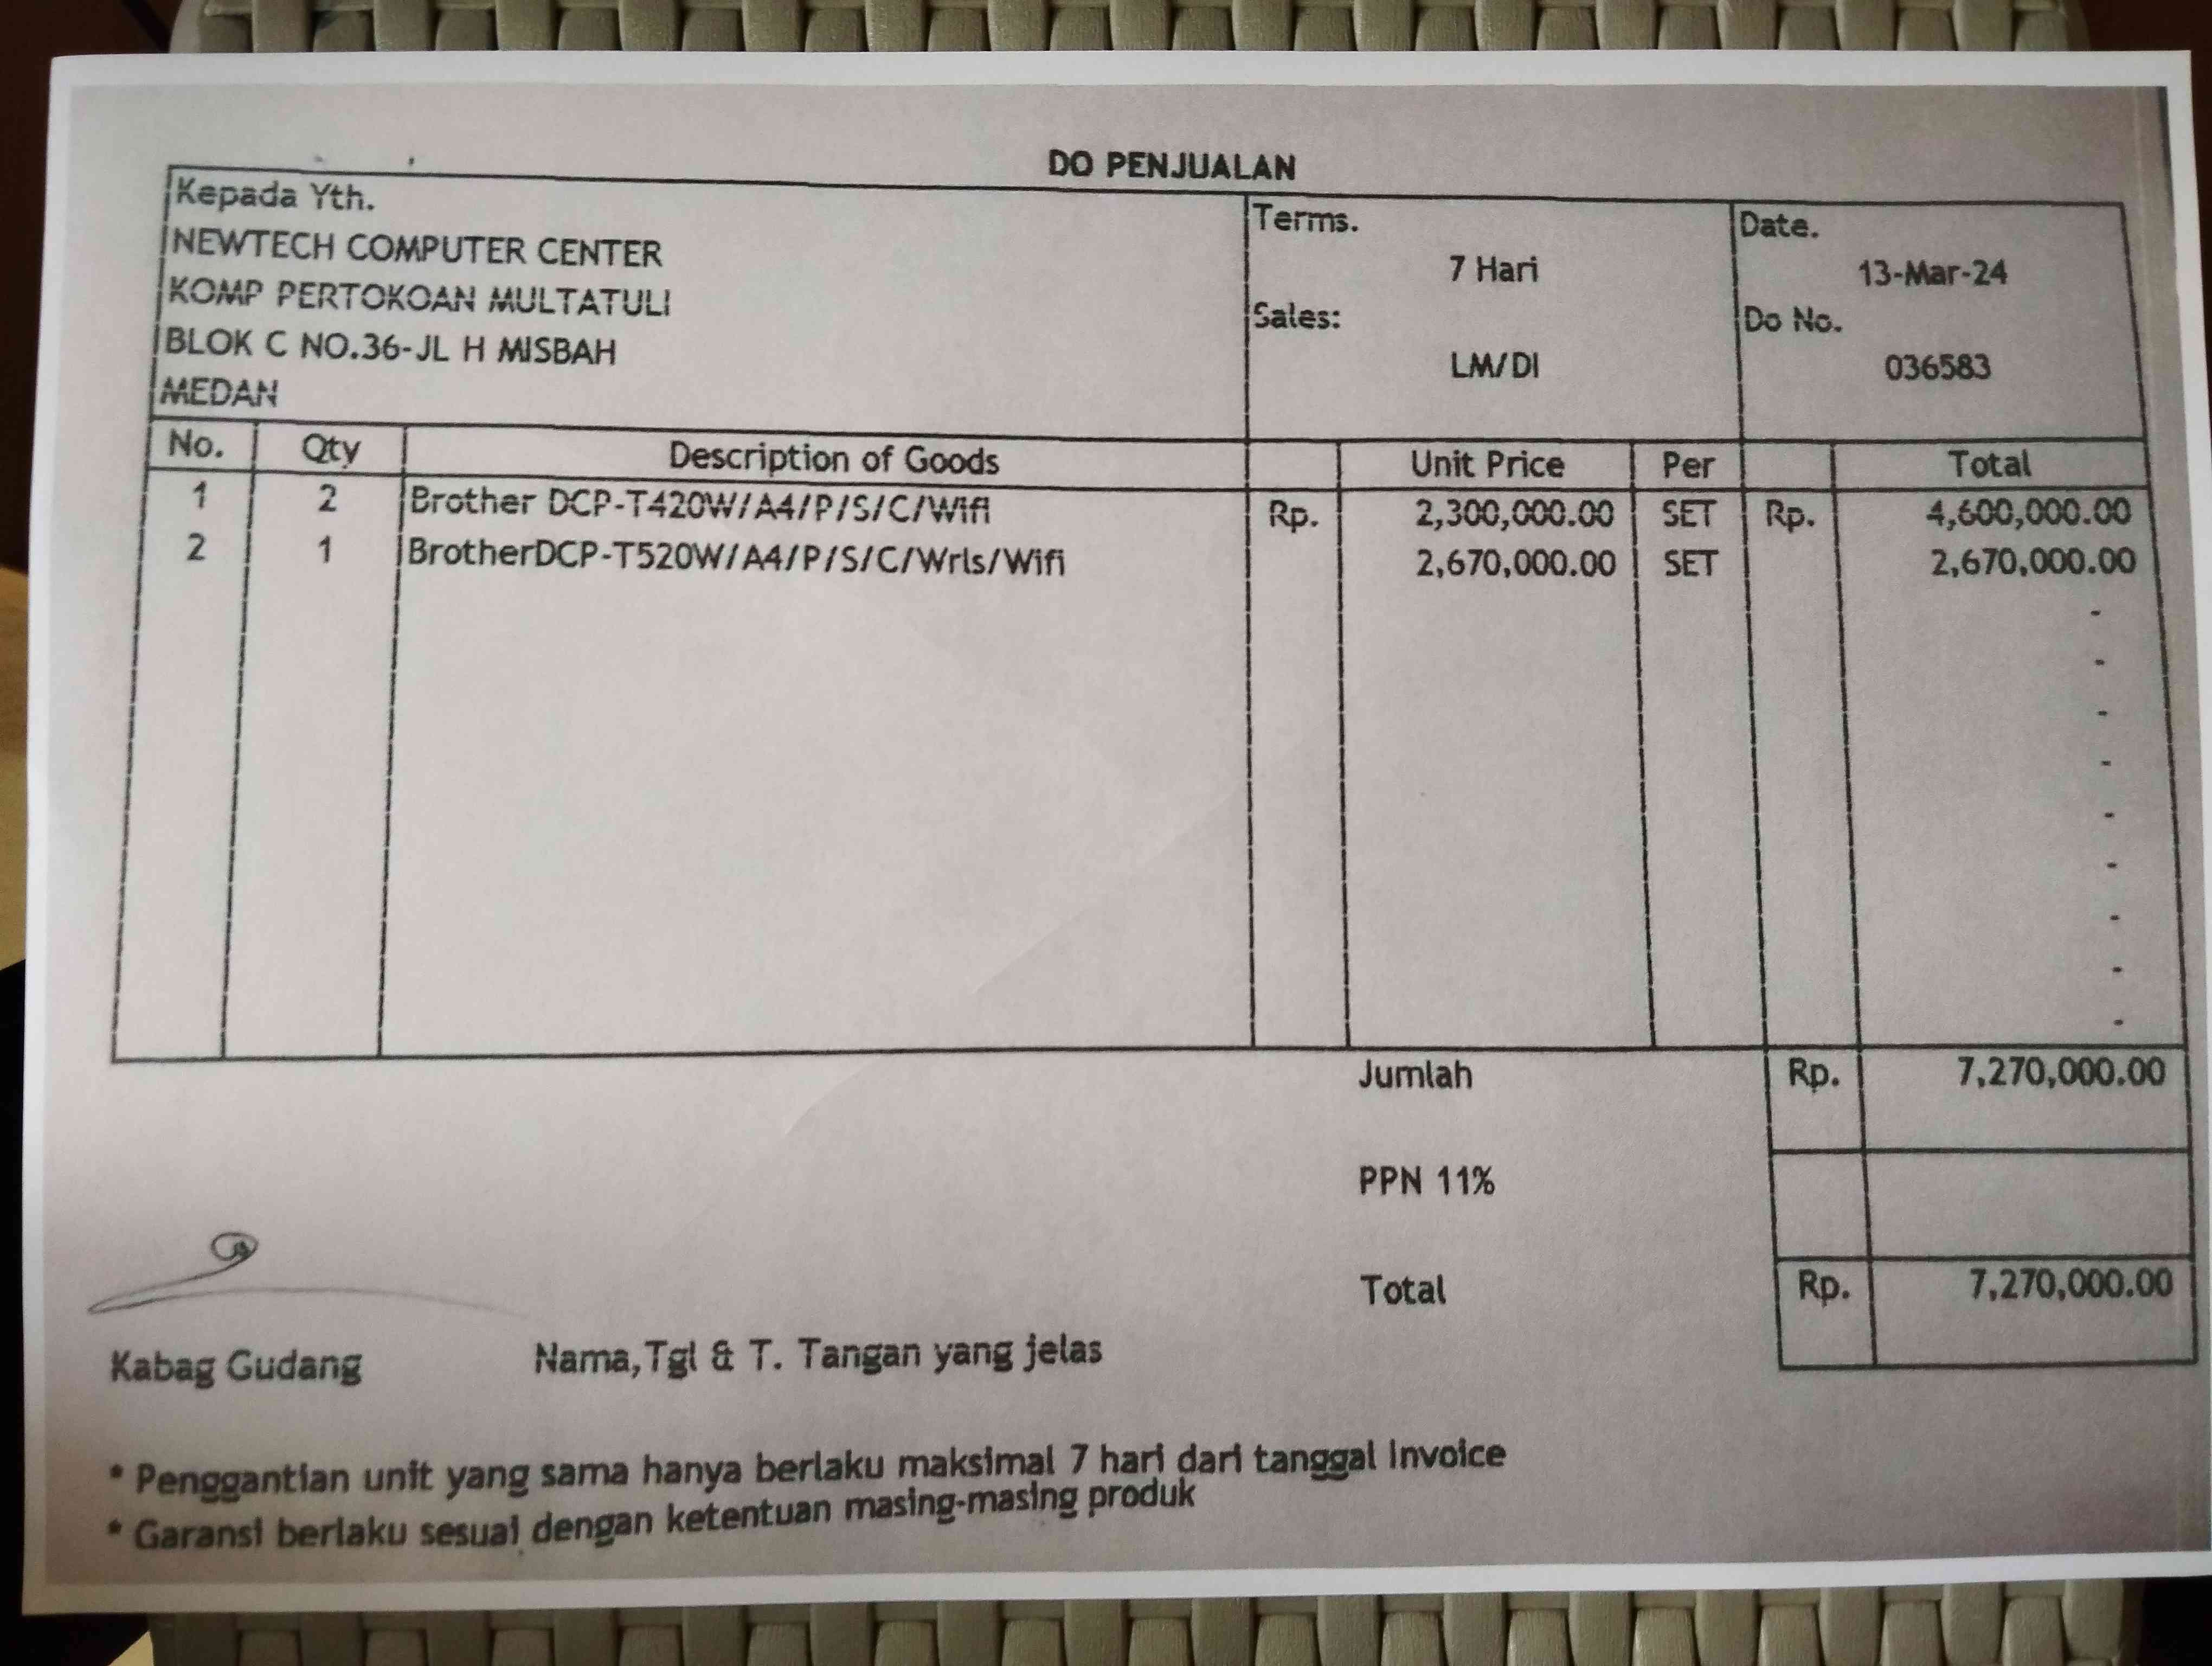 DO PENJUALAN
Kepada Yth.
NEWTECH COMPUTER CENTER
KOMP PERTOKOAN MULTATULI
BLOK C NO.36-JL H MISBAH
MEDAN
Terms.
7 Hari
Sales:
LM/DI
Date.
13-Mar-24
Do No.
036583
No. Qty Description of Goods Unit Price Per Total
1 2 Brother DCP-T420W/A4/P/S/C/Wifi Rp. 2,300,000.00 SET Rp. 4,600,000.00
2 1 BrotherDCP-T520W/A4/P/S/C/Wrls/Wifi 2,670,000.00 SET 2,670,000.00
-
-
-
-
-
-
-
-
-
Jumlah Rp. 7,270,000.00
PPN 11%
Total Rp. 7,270,000.00
Kabag Gudang Nama,Tgl & T. Tangan yang jelas
* Penggantian unit yang sama hanya berlaku maksimal 7 hari dari tanggal Invoice
* Garansi berlaku sesuai dengan ketentuan masing-masing produk